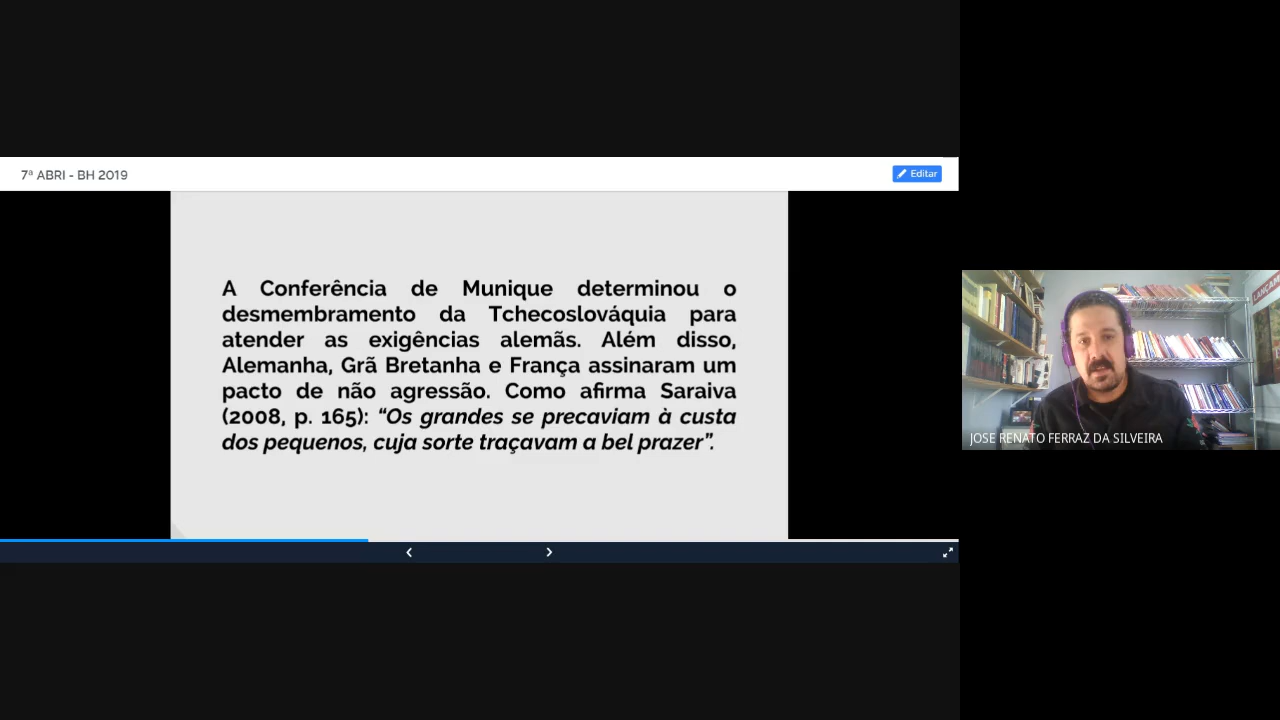 7ª ABRI - BH 2019
Editar
A Conferência de Munique determinou o
desmembramento da Tchecoslováquia para
atender as exigências alemãs. Além disso,
Alemanha, Grã Bretanha e França assinaram um
pacto de não agressão. Como afirma Saraiva
(2008, p. 165): “Os grandes se precaviam à custa
dos pequenos, cuja sorte traçavam a bel prazer”.
LANÇAM
JOSE RENATO FERRAZ DA SILVEIRA